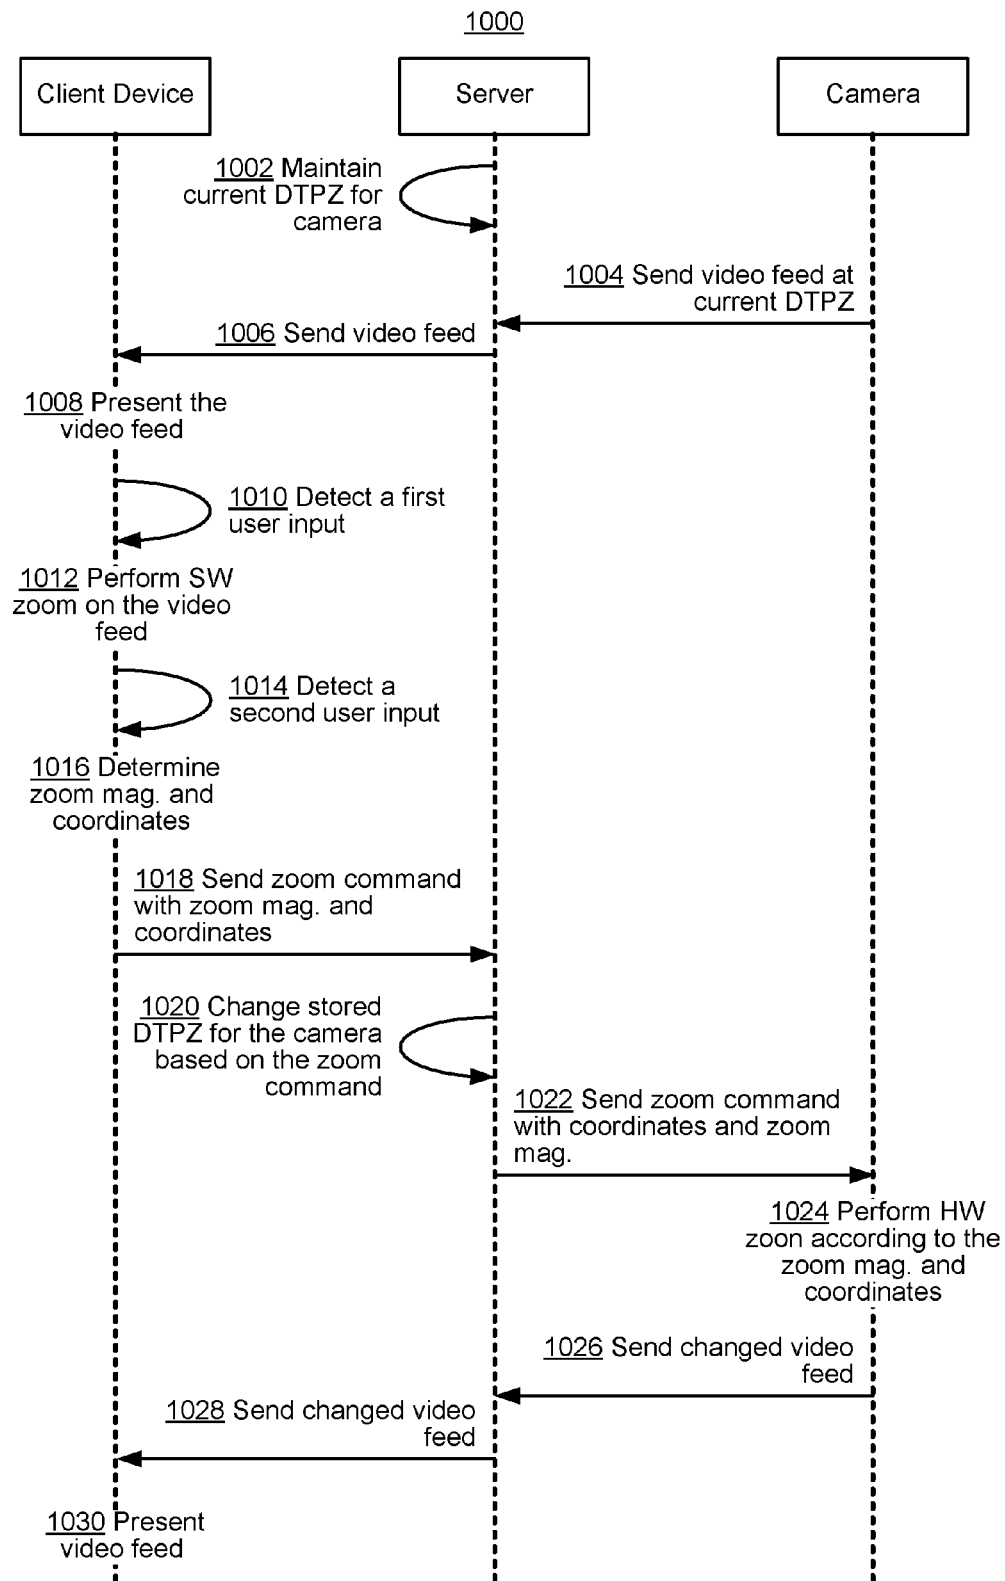 1000
Client Device
Server
Camera
1002 Maintain
current DTPZ for
camera
1004 Send video feed at
current DTPZ
1006 Send video feed
1008 Present the
video feed
1010 Detect a first
user input
1012 Perform SW
zoom on the video
feed
1014 Detect a
second user input
1016 Determine
zoom mag. and
coordinates
1018 Send zoom command
with zoom mag. and
coordinates
1020 Change stored
DTPZ for the camera
based on the zoom
command
1022 Send zoom command
with coordinates and zoom
mag.
1024 Perform HW
zoon according to the
zoom mag. and
coordinates
1026 Send changed video
feed
1028 Send changed video
feed
1030 Present
video feed